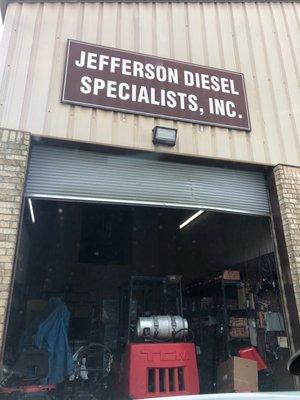 JEFFERSON DIESEL
SPECIALISTS, INC.
TCM